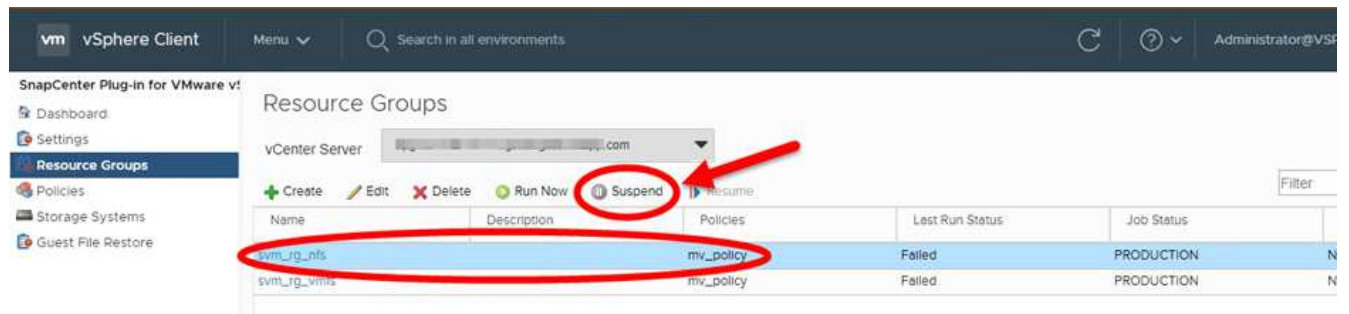 vm vSphere Client Menu Search in all environments Administrator@VSP
SnapCenter Plug-in for VMware vS
Dashboard
Settings
Resource Groups
Policies
Storage Systems
Guest File Restore
Resource Groups
vCenter Server .com
Create Edit Delete Run Now Suspend Resume
Filter
Name Description Policies Last Run Status Job Status
svm_rg_nfs mv_policy Failed PRODUCTION N
svm_rg_vmfs mv_policy Failed PRODUCTION N